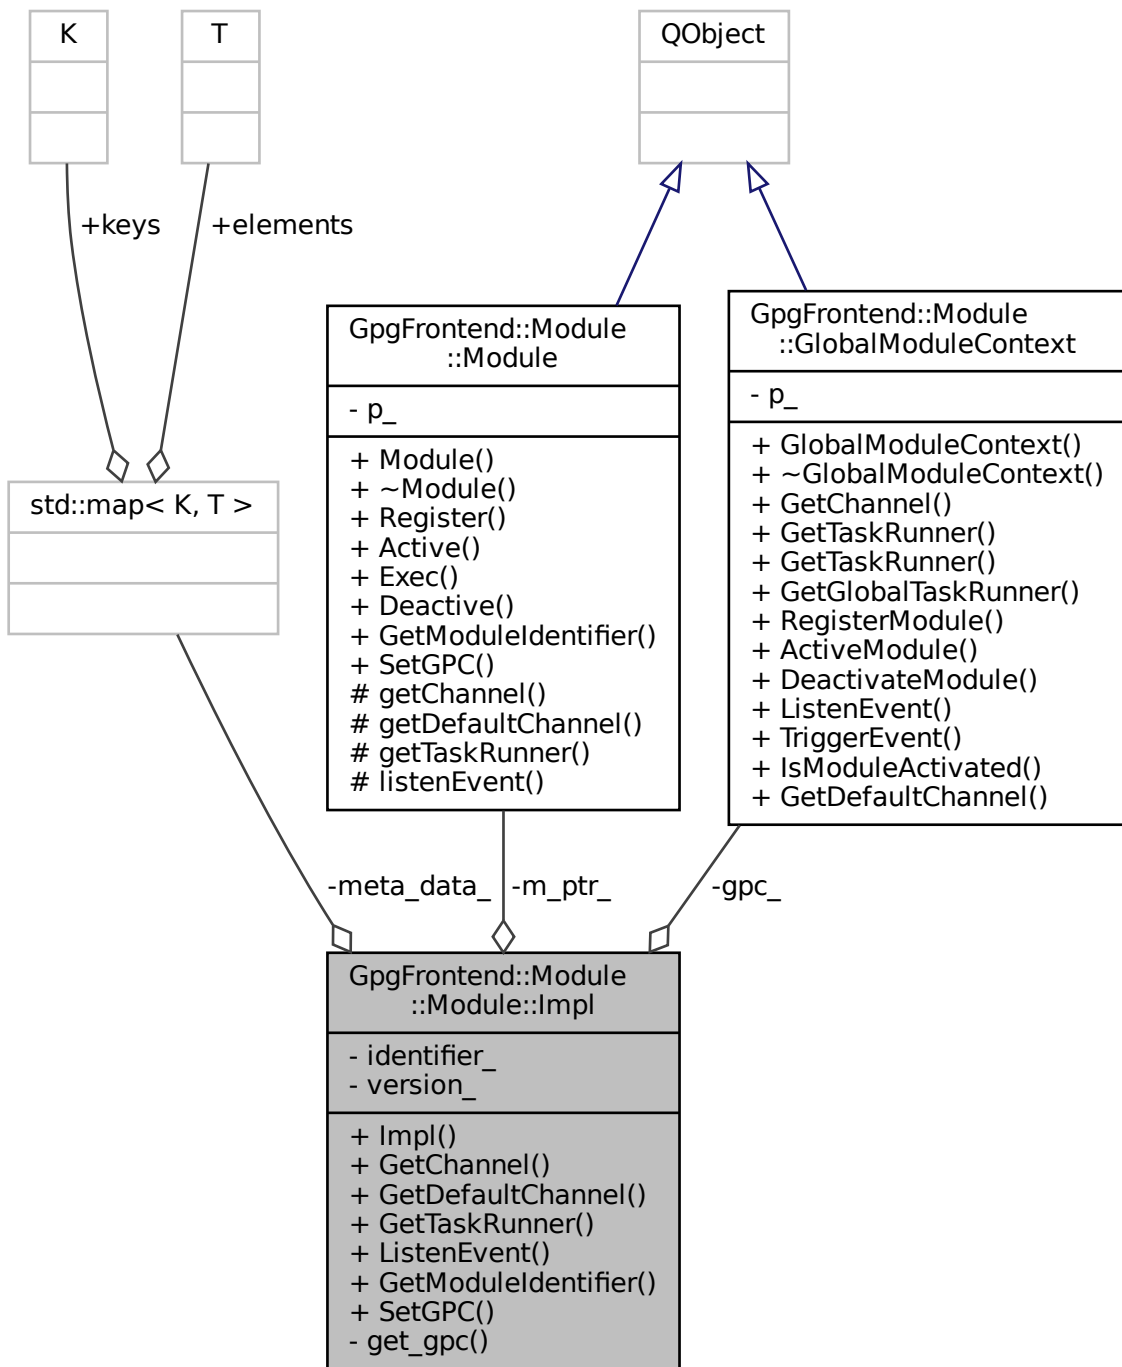 K
T
QObject
+keys
+elements
GpgFrontend::Module
::Module
- p_
+ Module()
+ ~Module()
+ Register()
+ Active()
+ Exec()
+ Deactive()
+ GetModuleIdentifier()
+ SetGPC()
# getChannel()
# getDefaultChannel()
# getTaskRunner()
# listenEvent()
GpgFrontend::Module
::GlobalModuleContext
- p_
+ GlobalModuleContext()
+ ~GlobalModuleContext()
+ GetChannel()
+ GetTaskRunner()
+ GetTaskRunner()
+ GetGlobalTaskRunner()
+ RegisterModule()
+ ActiveModule()
+ DeactivateModule()
+ ListenEvent()
+ TriggerEvent()
+ IsModuleActivated()
+ GetDefaultChannel()
std::map< K, T >
-meta_data_
-m_ptr_
-gpc_
GpgFrontend::Module
::Module::Impl
- identifier_
- version_
+ Impl()
+ GetChannel()
+ GetDefaultChannel()
+ GetTaskRunner()
+ ListenEvent()
+ GetModuleIdentifier()
+ SetGPC()
- get_gpc()